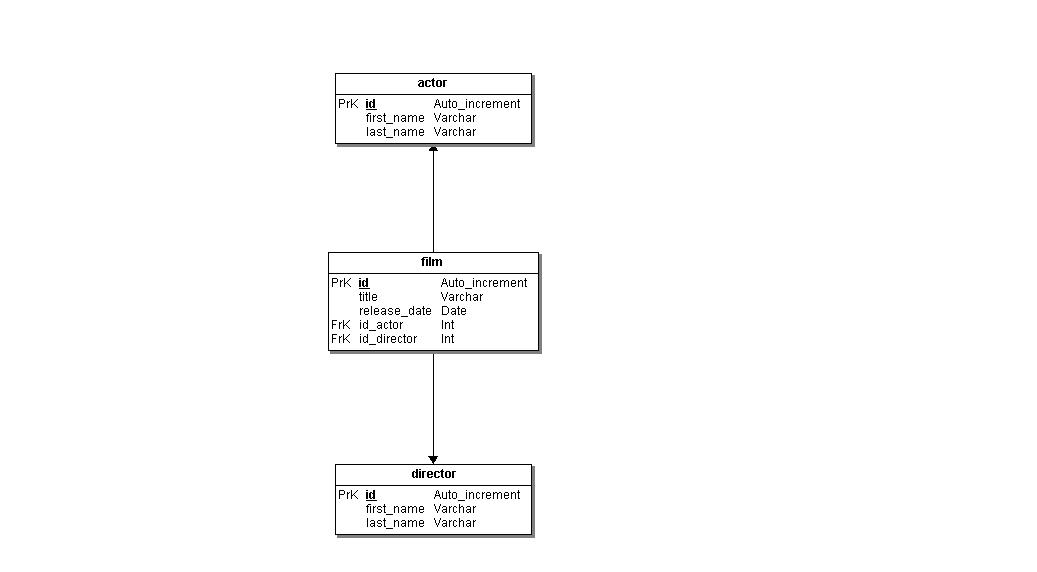 actor
PrK id Auto_increment
first_name Varchar
last_name Varchar
film
PrK id Auto_increment
title Varchar
release_date Date
FrK id_actor Int
FrK id_director Int
director
PrK id Auto_increment
first_name Varchar
last_name Varchar